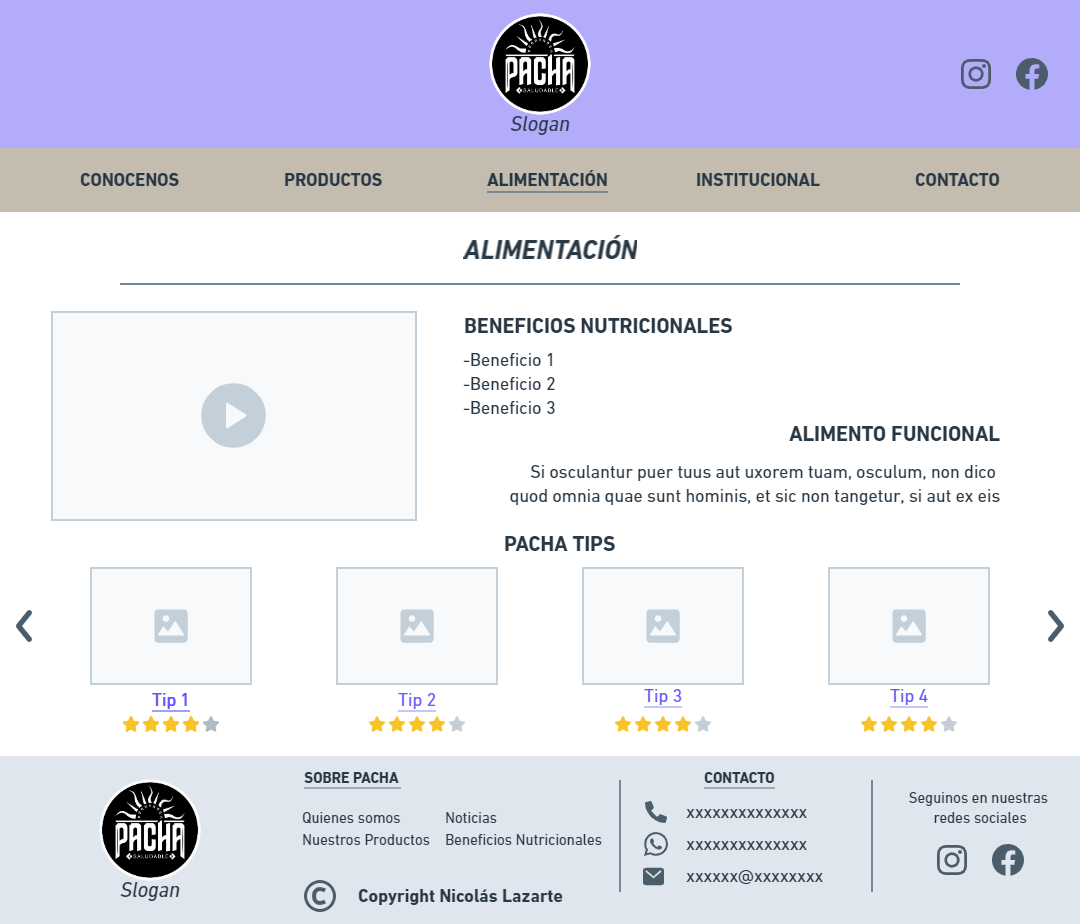 PACHA
SALUDABLE
Slogan
CONOCENOS
PRODUCTOS
ALIMENTACIÓN
INSTITUCIONAL
CONTACTO
ALIMENTACIÓN
BENEFICIOS NUTRICIONALES
-Beneficio 1
-Beneficio 2
-Beneficio 3
ALIMENTO FUNCIONAL
Si osculantur puer tuus aut uxorem tuam, osculum, non dico
quod omnia quae sunt hominis, et sic non tangetur, si aut ex eis
PACHA TIPS
Tip 1
Tip 2
Tip 3
Tip 4
PACHA
SALUDABLE
Slogan
SOBRE PACHA
Quienes somos
Noticias
Nuestros Productos
Beneficios Nutricionales
© Copyright Nicolás Lazarte
CONTACTO
xxxxxxxxxxxxxx
xxxxxxxxxxxxxx
xxxxxx@xxxxxxxx
Seguinos en nuestras
redes sociales